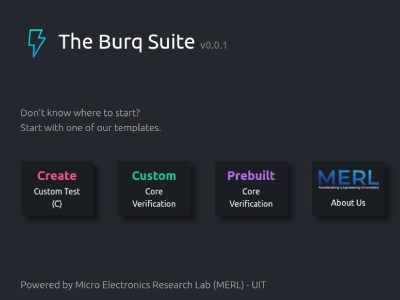 The Burq Suite v0.0.1
Don't know where to start?
Start with one of our templates.
Create
Custom Test
(C)
Custom
Core
Verification
Prebuilt
Core
Verification
MERL
Accelerating Engineering Innovations
About Us
Powered by Micro Electronics Research Lab (MERL) - UIT